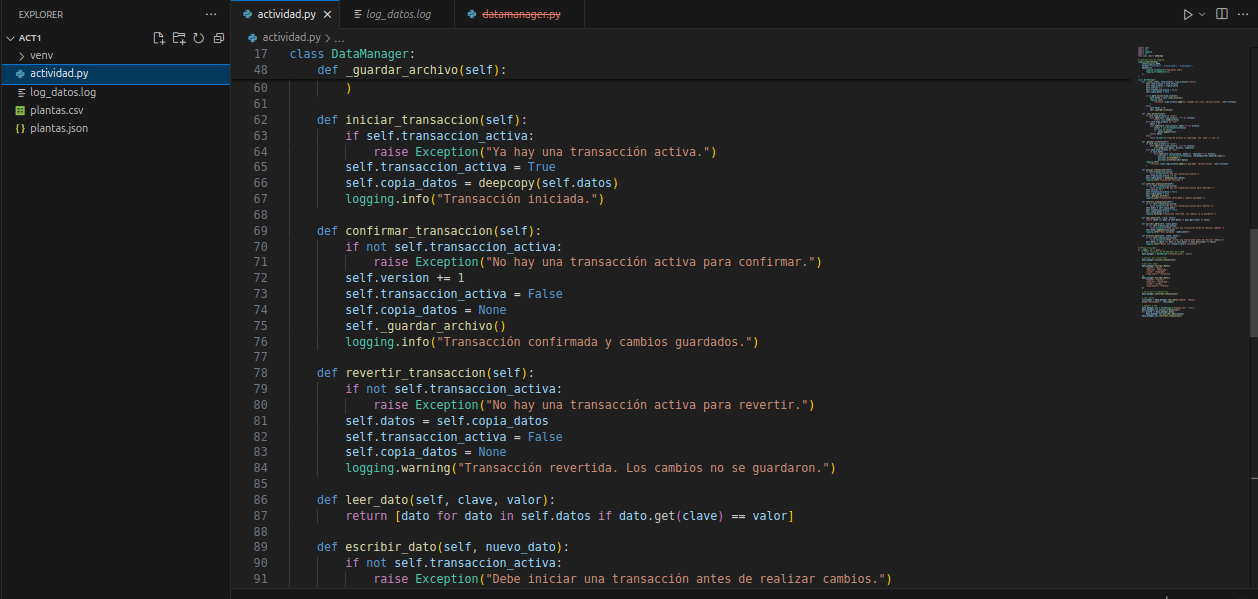 EXPLORER
···
actividad.py
log_datos.log
datamanager.py
···
ACT1
venv
actividad.py
log_datos.log
plantas.csv
{} plantas.json
actividad.py > ...
17 class DataManager:
48 def _guardar_archivo(self):
60 )
61
62 def iniciar_transaccion(self):
63 if self.transaccion_activa:
64 raise Exception("Ya hay una transacción activa.")
65 self.transaccion_activa = True
66 self.copia_datos = deepcopy(self.datos)
67 logging.info("Transacción iniciada.")
68
69 def confirmar_transaccion(self):
70 if not self.transaccion_activa:
71 raise Exception("No hay una transacción activa para confirmar.")
72 self.version += 1
73 self.transaccion_activa = False
74 self.copia_datos = None
75 self._guardar_archivo()
76 logging.info("Transacción confirmada y cambios guardados.")
77
78 def revertir_transaccion(self):
79 if not self.transaccion_activa:
80 raise Exception("No hay una transacción activa para revertir.")
81 self.datos = self.copia_datos
82 self.transaccion_activa = False
83 self.copia_datos = None
84 logging.warning("Transacción revertida. Los cambios no se guardaron.")
85
86 def leer_dato(self, clave, valor):
87 return [dato for dato in self.datos if dato.get(clave) == valor]
88
89 def escribir_dato(self, nuevo_dato):
90 if not self.transaccion_activa:
91 raise Exception("Debe iniciar una transacción antes de realizar cambios.")